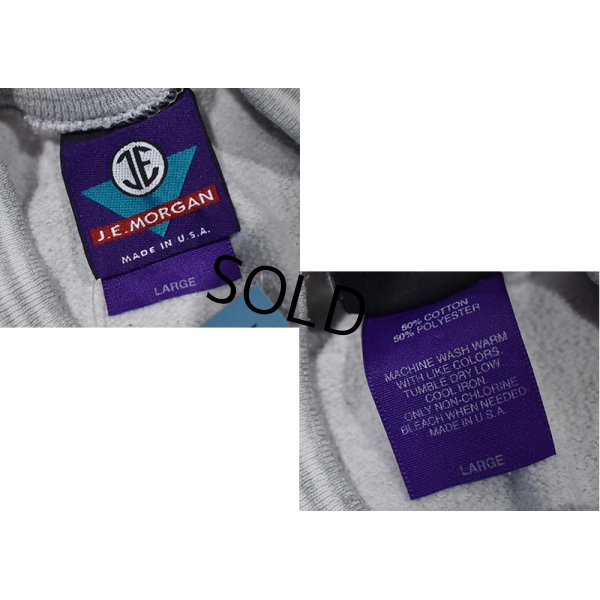 JE
J.E. MORGAN
MADE IN U.S.A.
LARGE
SOLD
50% COTTON
50% POLYESTER
MACHINE WASH WARM
WITH LIKE COLORS.
TUMBLE DRY LOW
COOL IRON.
ONLY NON-CHLORINE
BLEACH WHEN NEEDED
MADE IN U.S.A.
LARGE